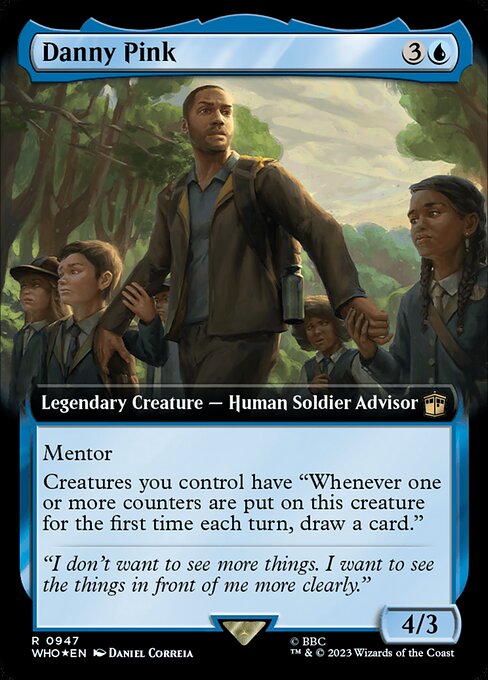 Danny Pink 3
Legendary Creature — Human Soldier Advisor
Mentor
Creatures you control have “Whenever one
or more counters are put on this creature
for the first time each turn, draw a card.”
“I don’t want to see more things. I want to see
the things in front of me more clearly.”
4/3
R 0947
WHO★EN Daniel Correia
© BBC
™ & © 2023 Wizards of the Coast